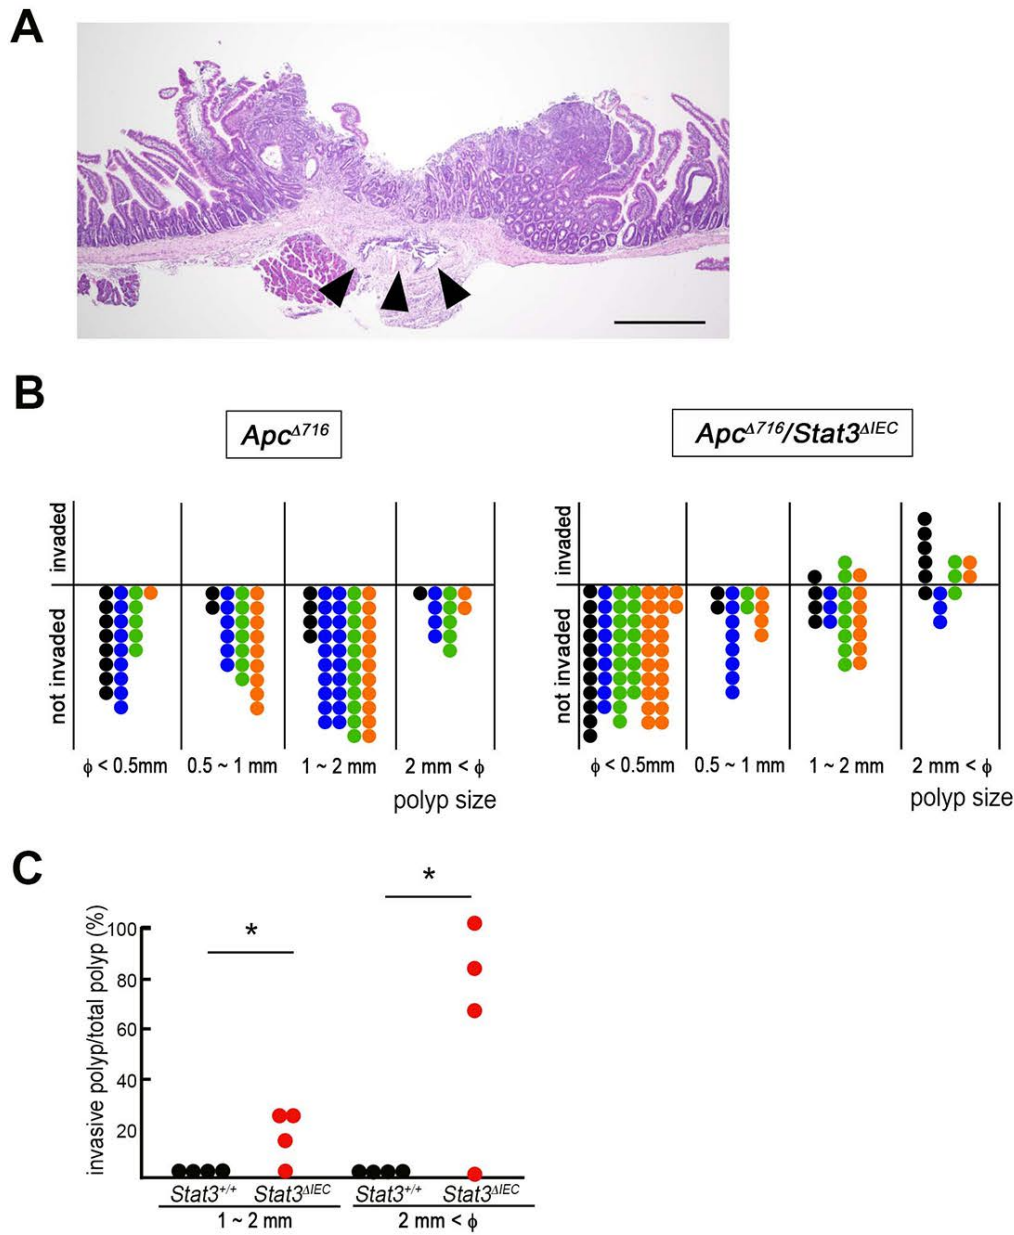 A
B
Apc^Δ716
Apc^Δ716/Stat3^ΔIEC
invaded
not invaded
ϕ < 0.5mm
0.5 ~ 1 mm
1 ~ 2 mm
2 mm < ϕ
polyp size
invaded
not invaded
ϕ < 0.5mm
0.5 ~ 1 mm
1 ~ 2 mm
2 mm < ϕ
polyp size
C
invasive polyp/total polyp (%)
100
80
60
40
20
*
*
Stat3^+/+
Stat3^ΔIEC
Stat3^+/+
Stat3^ΔIEC
1 ~ 2 mm
2 mm < ϕ